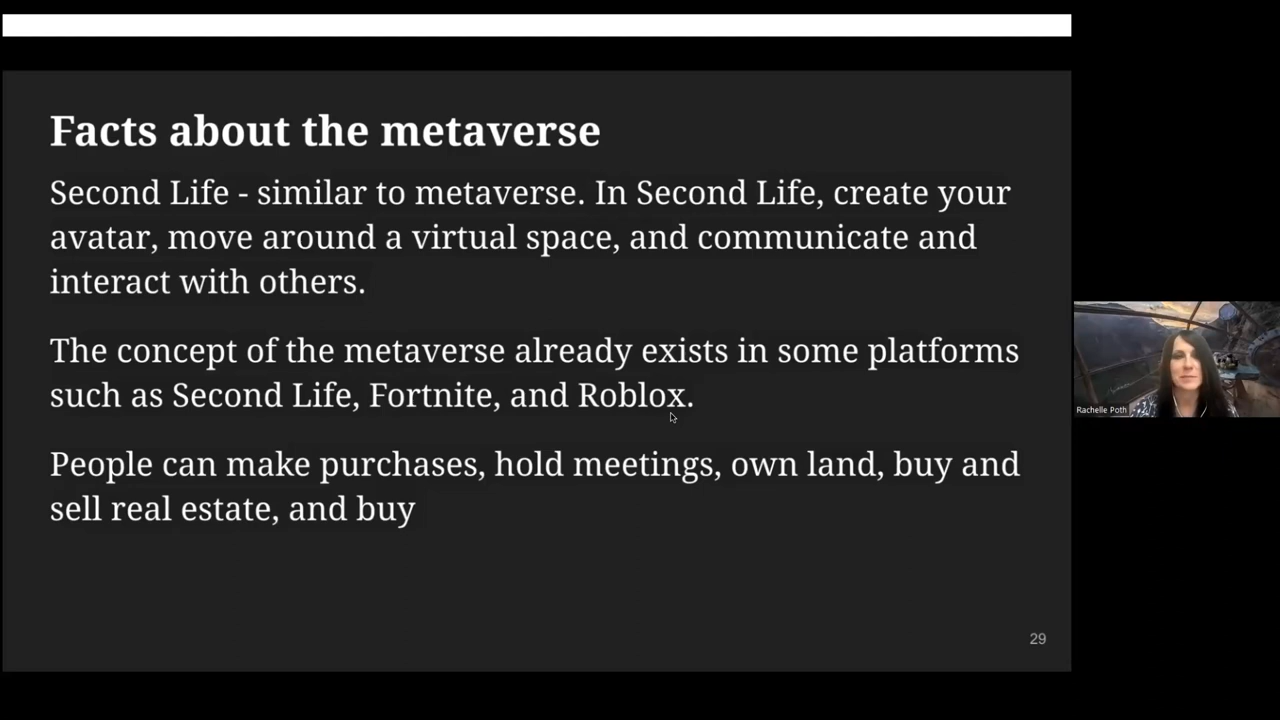 Facts about the metaverse
Second Life - similar to metaverse. In Second Life, create your
avatar, move around a virtual space, and communicate and
interact with others.
The concept of the metaverse already exists in some platforms
such as Second Life, Fortnite, and Roblox.
People can make purchases, hold meetings, own land, buy and
sell real estate, and buy
29
Rachelle Poth